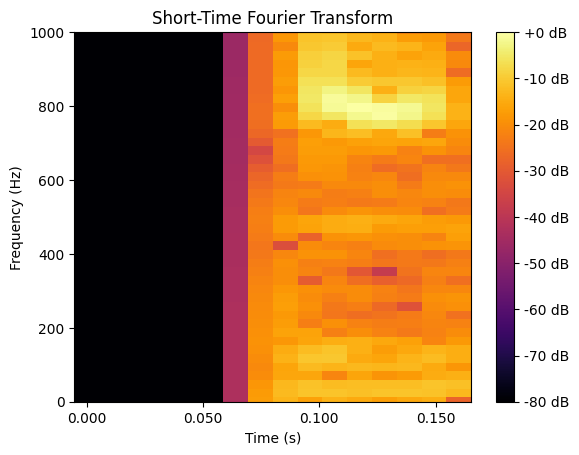 Short-Time Fourier Transform
1000
800
600
400
200
0
Frequency (Hz)
0.000
0.050
0.100
0.150
Time (s)
+0 dB
-10 dB
-20 dB
-30 dB
-40 dB
-50 dB
-60 dB
-70 dB
-80 dB